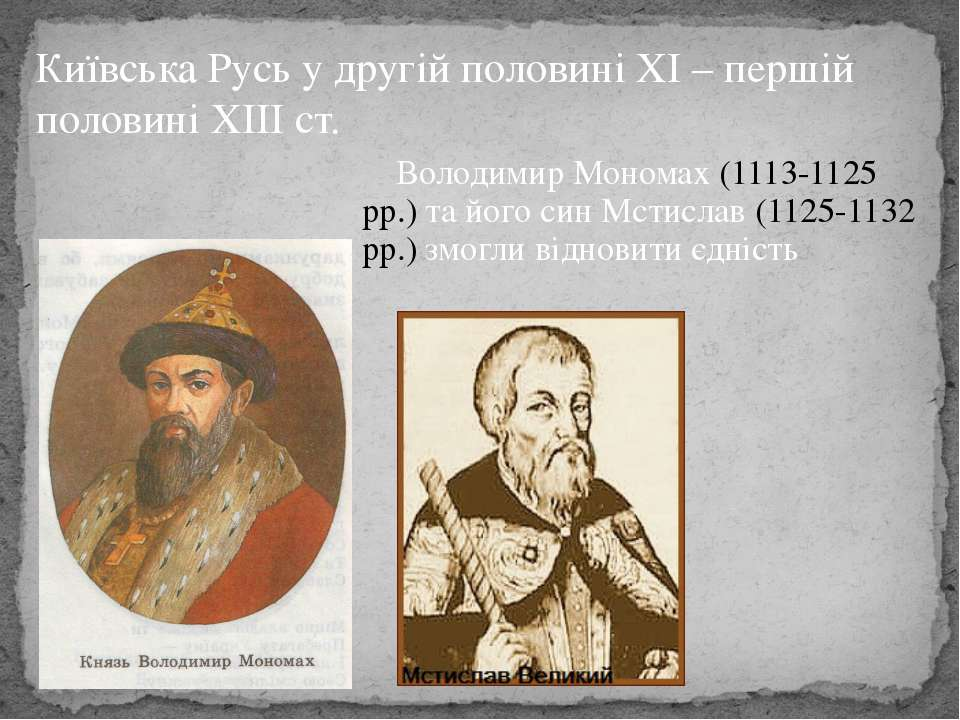 Київська Русь у другій половині XI – першій
половині XIII ст.
Володимир Мономах (1113-1125
рр.) та його син Мстислав (1125-1132
рр.) змогли відновити єдність
Князь Володимир Мономах
Мстислав Великий